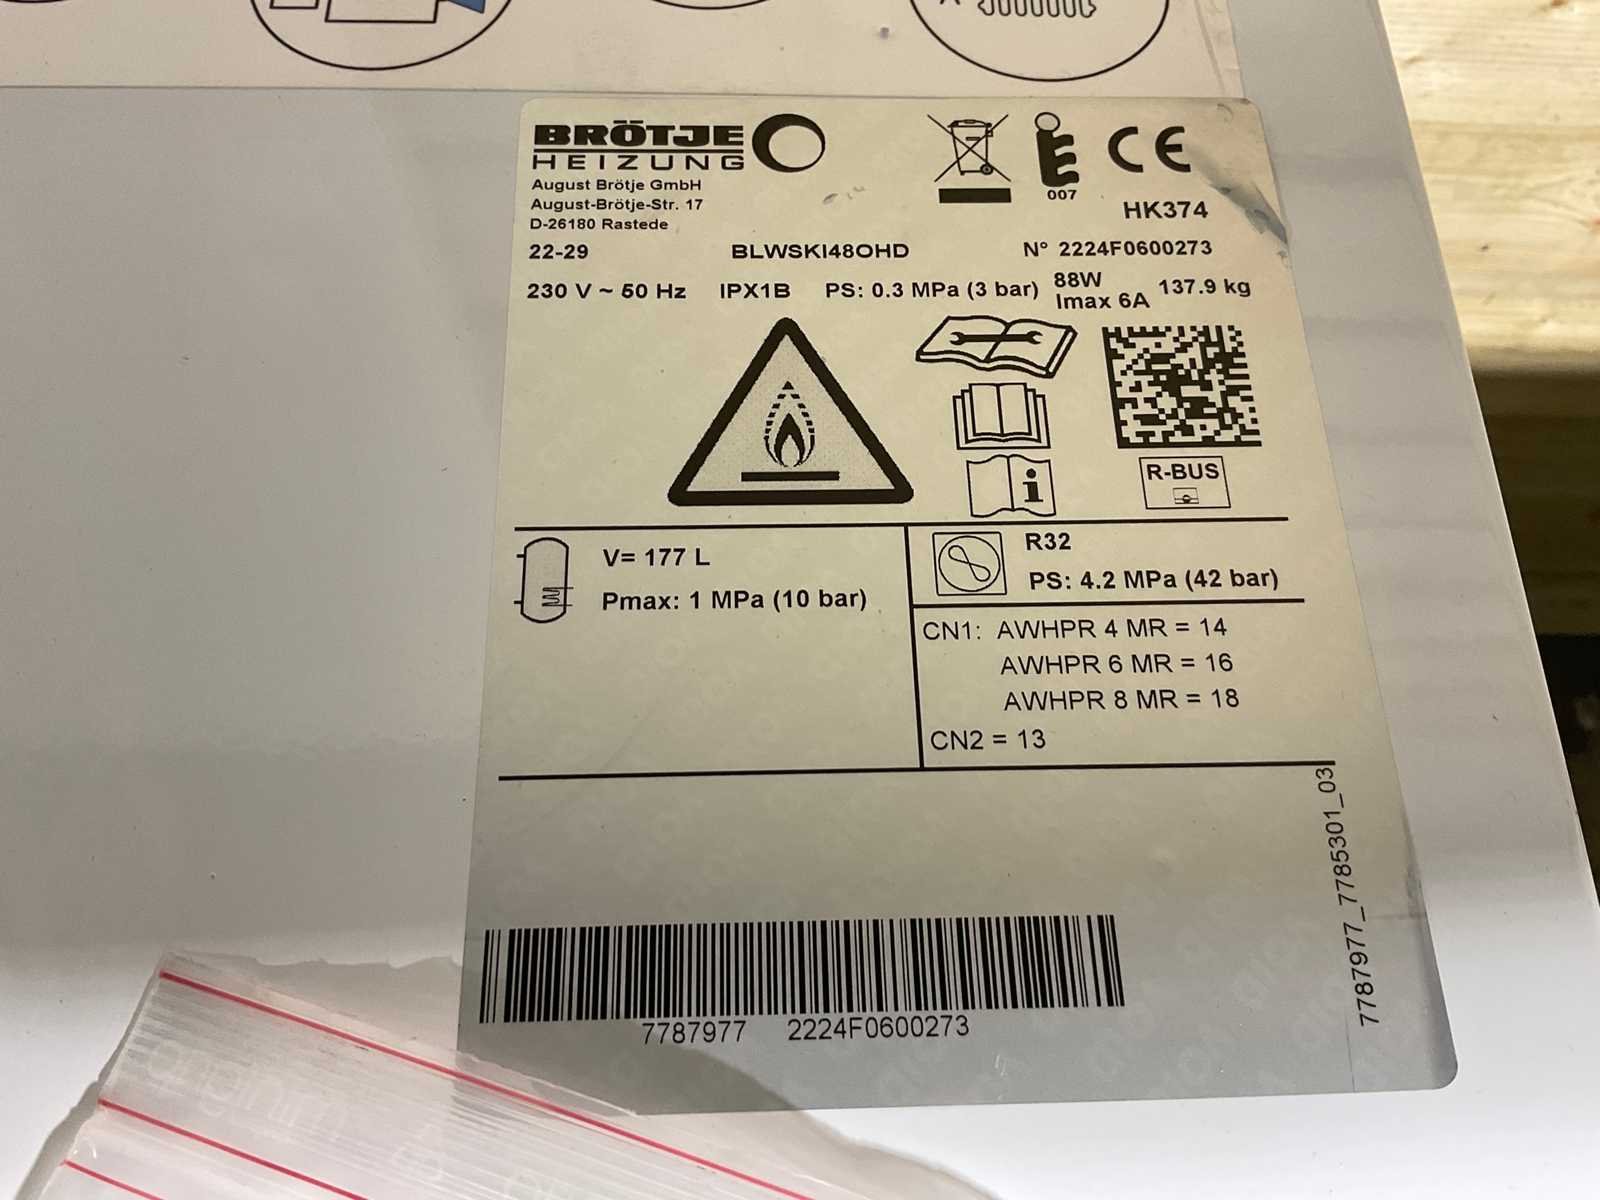 BRÖTJE
HEIZUNG
August Brötje GmbH
August-Brötje-Str. 17
D-26180 Rastede
007
CE
HK374
22-29 BLWSKI48OHD N° 2224F0600273
230 V ~ 50 Hz IPX1B PS: 0.3 MPa (3 bar) 88W Imax 6A 137.9 kg
i
R-BUS
V= 177 L
Pmax: 1 MPa (10 bar)
R32
PS: 4.2 MPa (42 bar)
CN1: AWHPR 4 MR = 14
AWHPR 6 MR = 16
AWHPR 8 MR = 18
CN2 = 13
7787977_7785301_03
7787977 2224F0600273